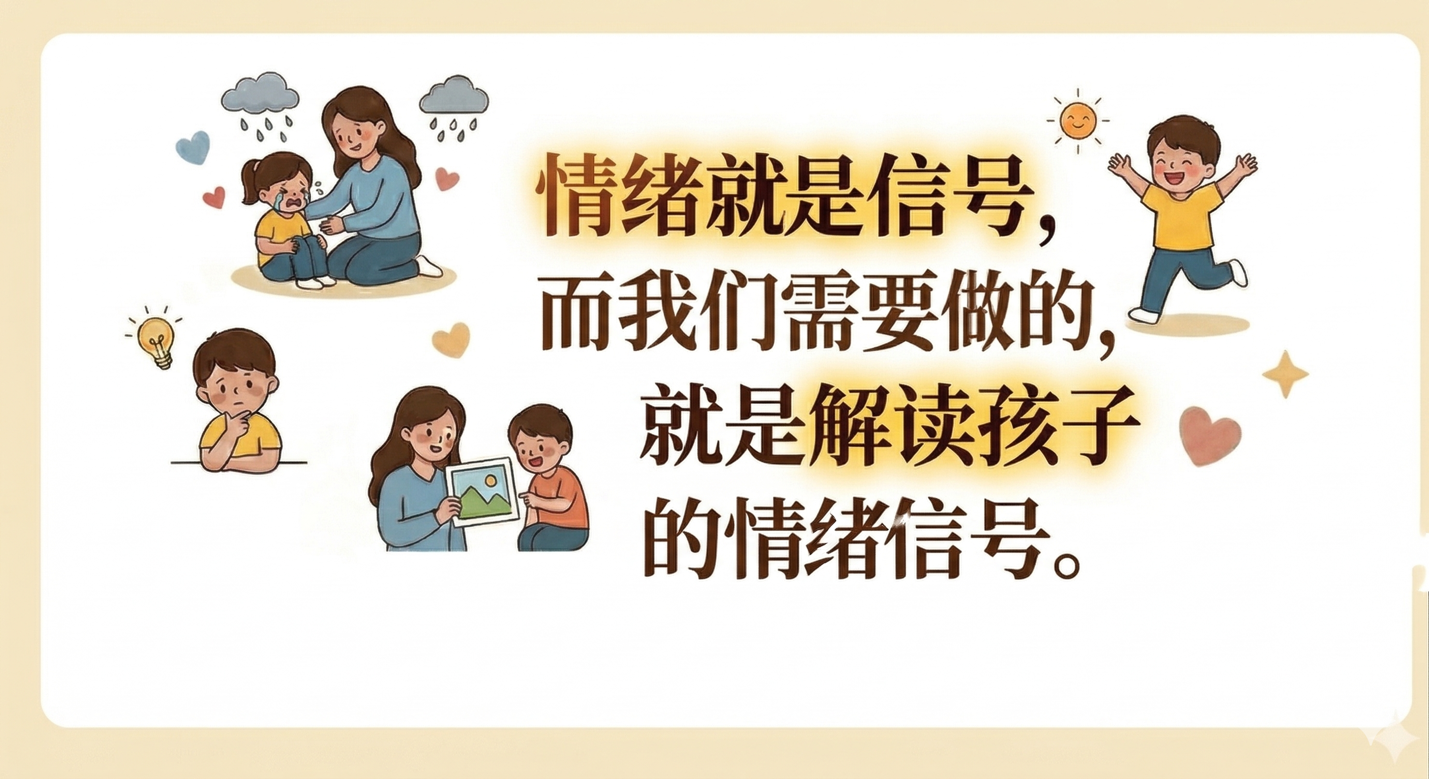 情绪就是信号，
而我们需要做的，
就是解读孩子
的情绪信号。